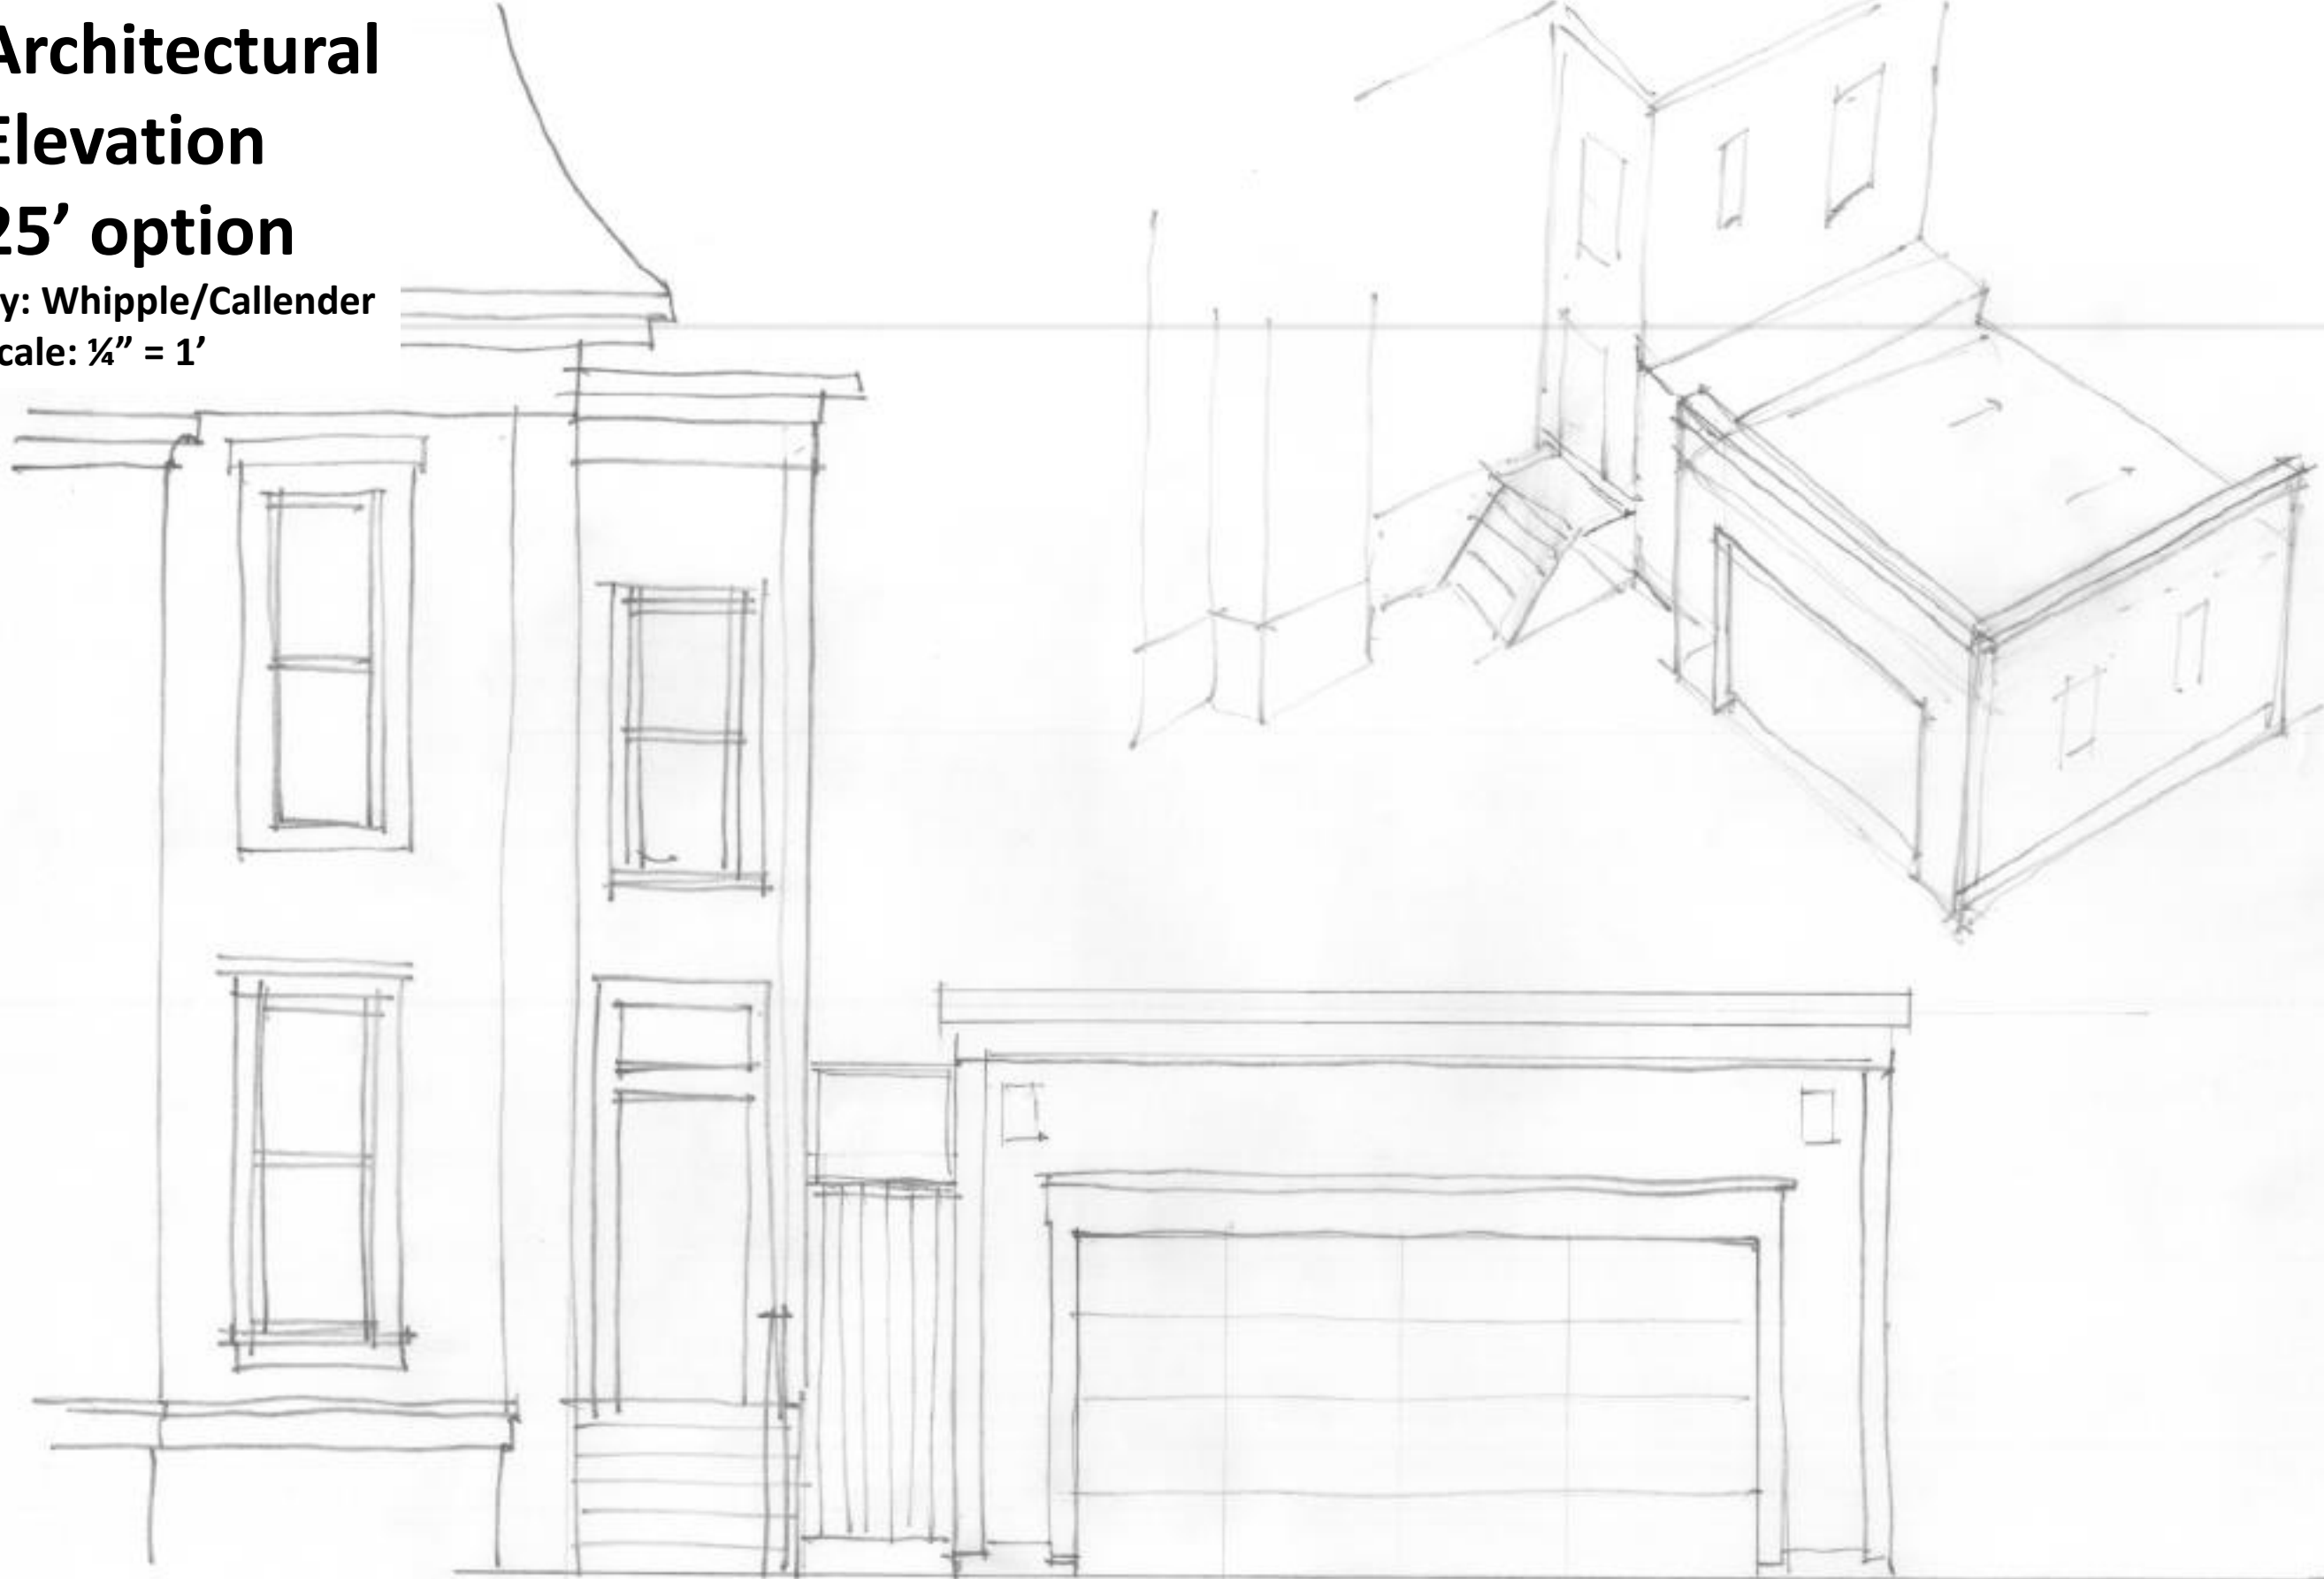 Architectural
Elevation
25’ option
y: Whipple/Callender
cale: ¼” = 1’